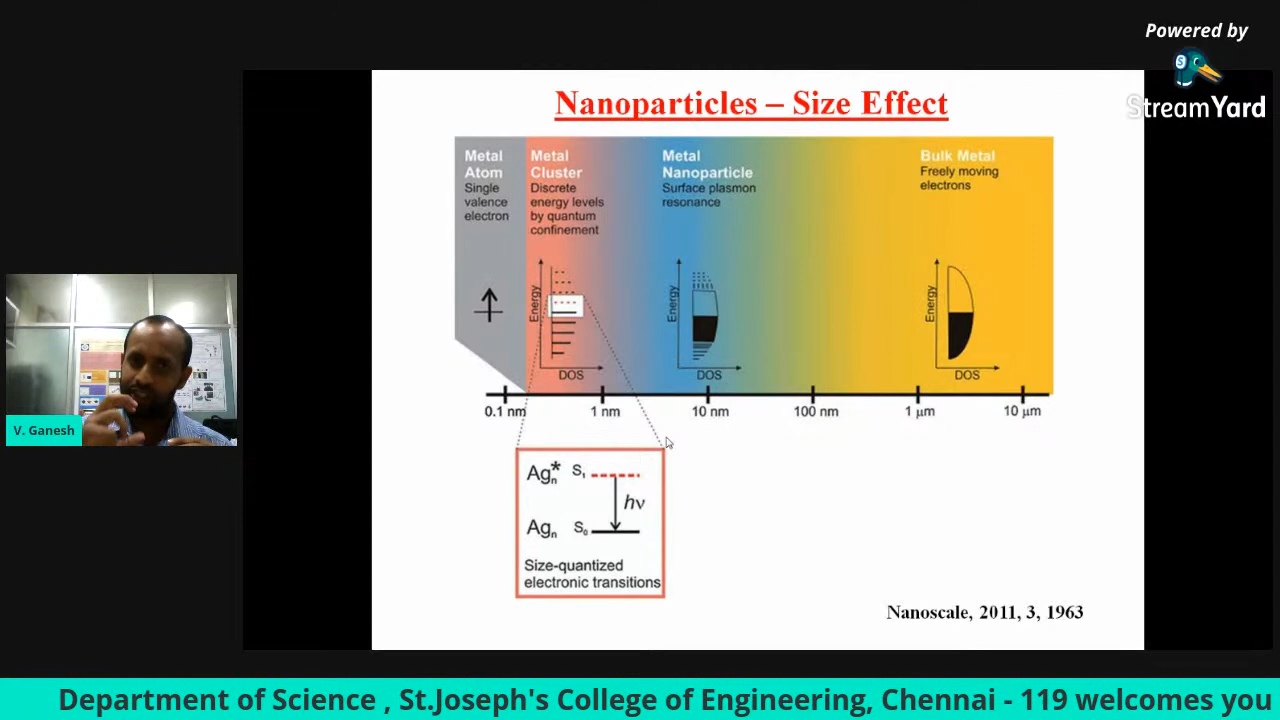 Powered by
StreamYard
Nanoparticles – Size Effect
Metal
Atom
Single
valence
electron
Metal
Cluster
Discrete
energy levels
by quantum
confinement
Metal
Nanoparticle
Surface plasmon
resonance
Bulk Metal
Freely moving
electrons
Energy
DOS
Energy
DOS
Energy
DOS
0.1 nm
1 nm
10 nm
100 nm
1 µm
10 µm
Ag*n S1
hν
Agn S0
Size-quantized
electronic transitions
Nanoscale, 2011, 3, 1963
V. Ganesh
Department of Science , St.Joseph's College of Engineering, Chennai - 119 welcomes you